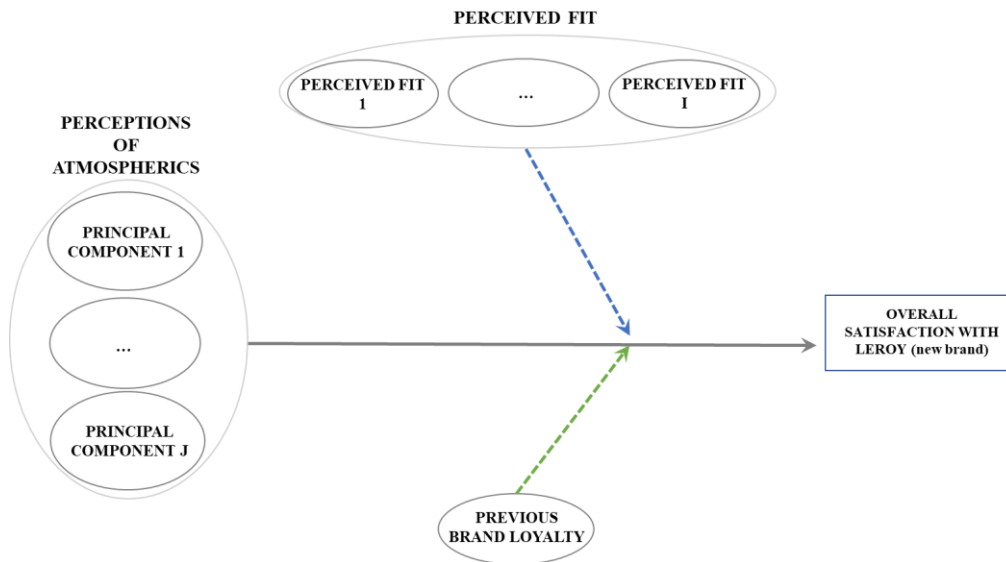 PERCEIVED FIT
PERCEIVED FIT
1
...
PERCEIVED FIT
I
PERCEPTIONS
OF
ATMOSPHERICS
PRINCIPAL
COMPONENT 1
...
PRINCIPAL
COMPONENT J
OVERALL
SATISFACTION WITH
LEROY (new brand)
PREVIOUS
BRAND LOYALTY